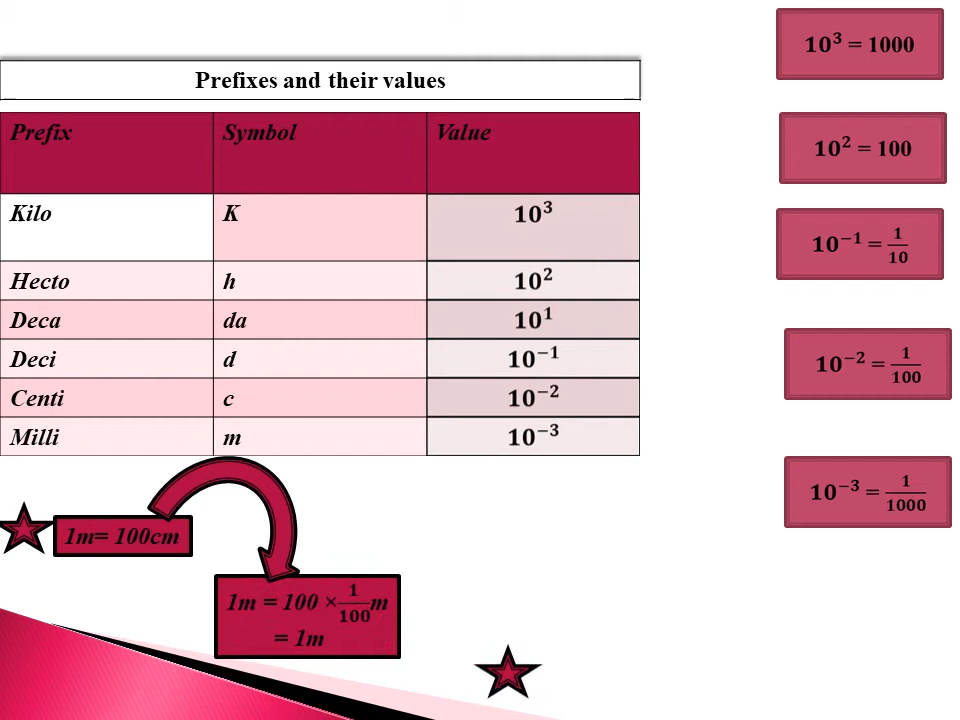 Prefixes and their values
Prefix Symbol Value
Kilo K 10³
Hecto h 10²
Deca da 10¹
Deci d 10⁻¹
Centi c 10⁻²
Milli m 10⁻³
1m= 100cm
1m = 100 × 1/100 m
= 1m
10³ = 1000
10² = 100
10⁻¹ = 1/10
10⁻² = 1/100
10⁻³ = 1/1000